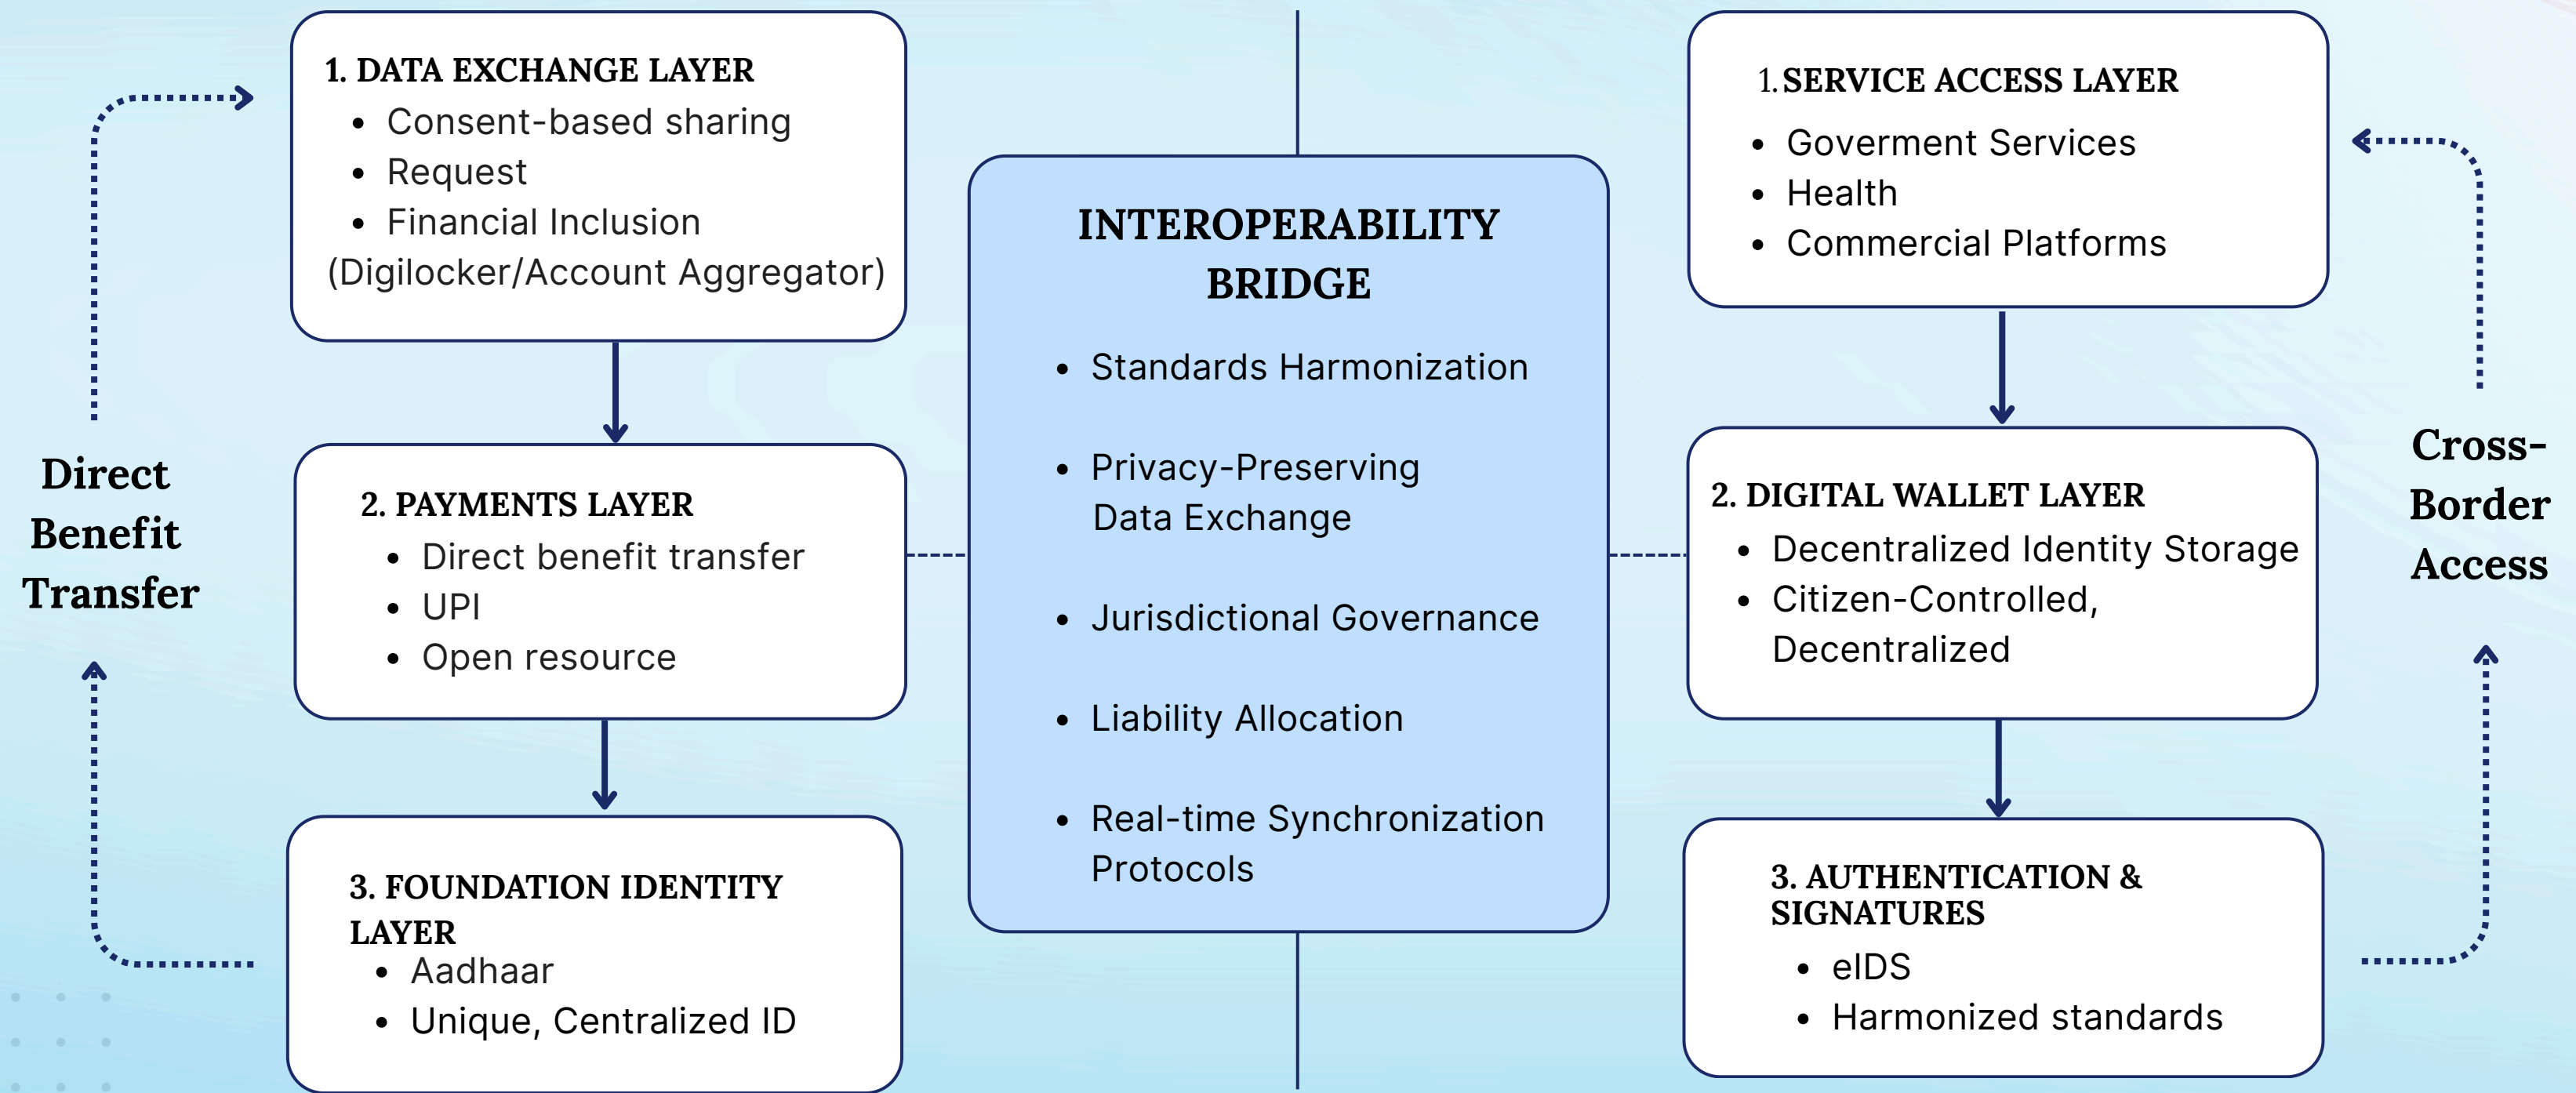 Direct
Benefit
Transfer
1. DATA EXCHANGE LAYER
• Consent-based sharing
• Request
• Financial Inclusion
(Digilocker/Account Aggregator)
2. PAYMENTS LAYER
• Direct benefit transfer
• UPI
• Open resource
3. FOUNDATION IDENTITY
LAYER
• Aadhaar
• Unique, Centralized ID
INTEROPERABILITY
BRIDGE
• Standards Harmonization
• Privacy-Preserving
Data Exchange
• Jurisdictional Governance
• Liability Allocation
• Real-time Synchronization
Protocols
1. SERVICE ACCESS LAYER
• Goverment Services
• Health
• Commercial Platforms
2. DIGITAL WALLET LAYER
• Decentralized Identity Storage
• Citizen-Controlled,
Decentralized
3. AUTHENTICATION &
SIGNATURES
• eIDS
• Harmonized standards
Cross-
Border
Access